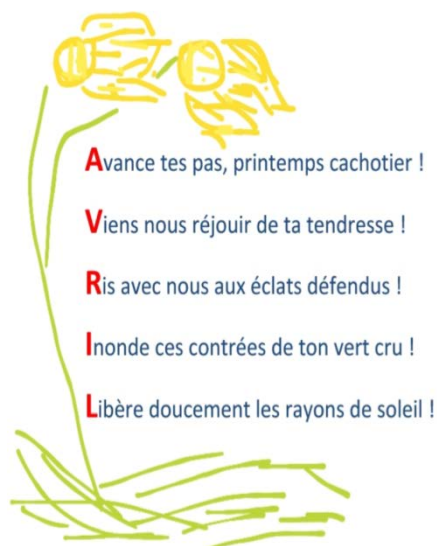 Avance tes pas, printemps cachotier !
Viens nous réjouir de ta tendresse !
Ris avec nous aux éclats défendus !
Inonde ces contrées de ton vert cru !
Libère doucement les rayons de soleil !